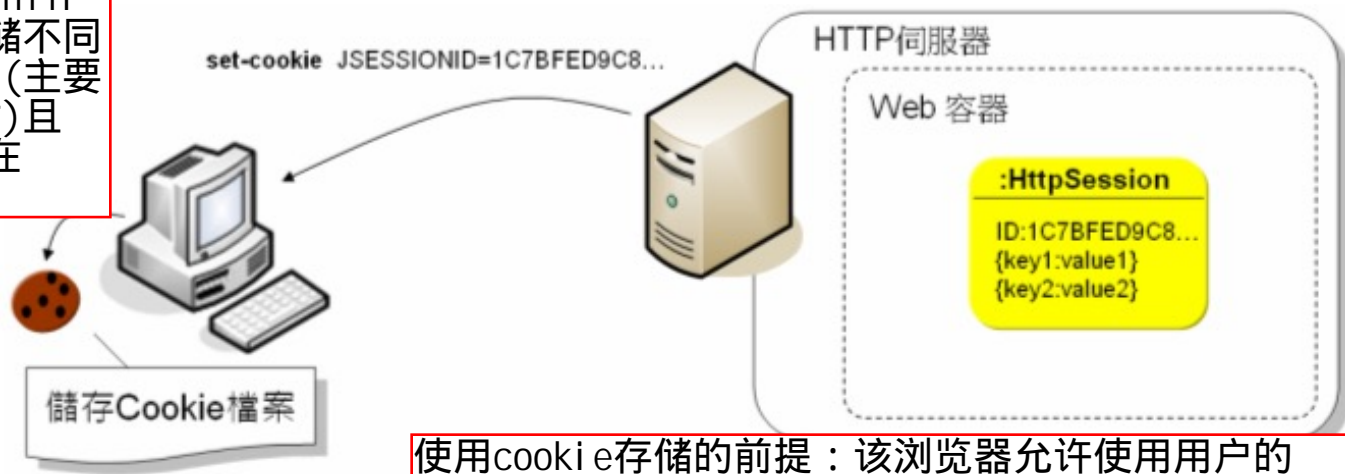 储不同
(主要
)且
在
set-cookie JSESSIONID=1C7BFED9C8...
HTTP伺服器
Web 容器
:HttpSession
ID:1C7BFED9C8...
{key1:value1}
{key2:value2}
儲存Cookie檔案
使用cookie存储的前提：该浏览器允许使用用户的